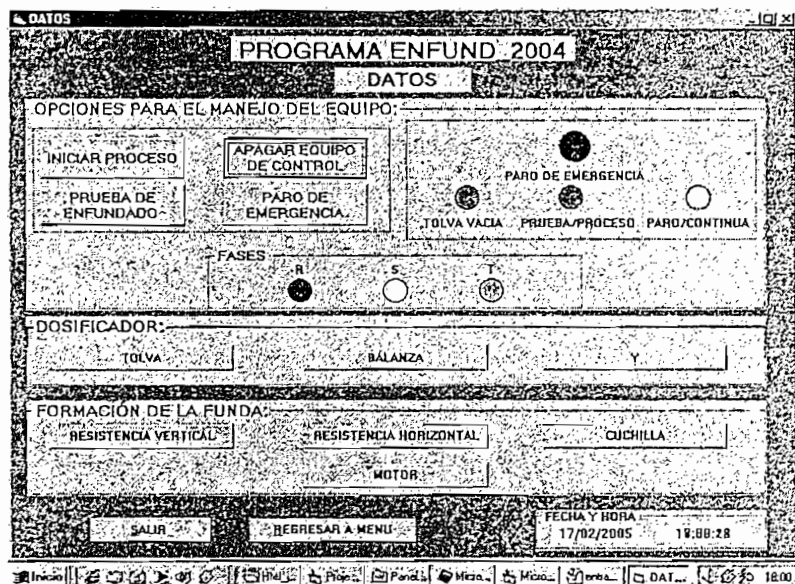 DATOS
PROGRAMA ENFUND 2004
DATOS
OPCIONES PARA EL MANEJO DEL EQUIPO:
INICIAR PROCESO
APAGAR EQUIPO
DE CONTROL
PRUEBA DE
ENFUNDADO
PARO DE
EMERGENCIA
PARO DE EMERGENCIA
TOLVA VACIA
PRUEBA/PROCESO
PARO/CONTINUA
FASES
R S T
DOSIFICADOR:
TOLVA
BALANZA
Y
FORMACIÓN DE LA FUNDA:
RESISTENCIA VERTICAL
RESISTENCIA HORIZONTAL
CUCHILLA
MOTOR
SALIR
REGRESAR A MENU
FECHA Y HORA
17/02/2005 18:00:28
Inicio
DAT...
18:00